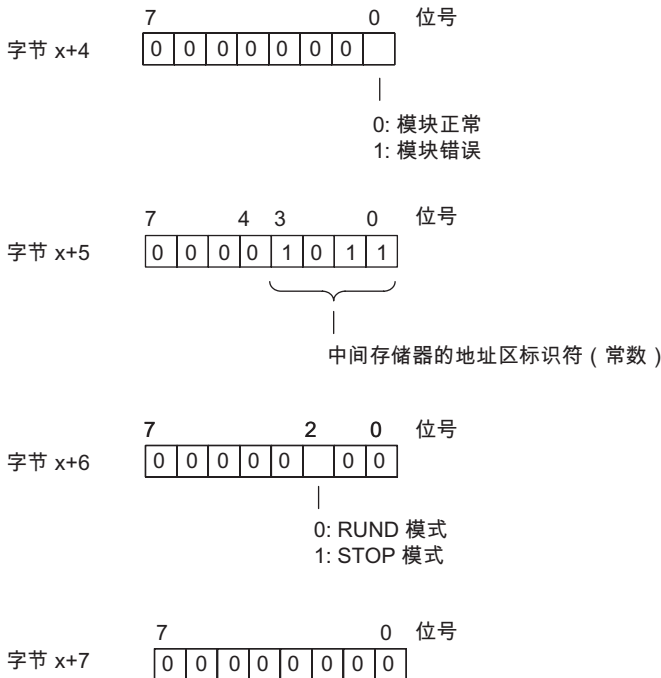 7 0 位号
字节 x+4 0 0 0 0 0 0 0
0: 模块正常
1: 模块错误
7 4 3 0 位号
字节 x+5 0 0 0 0 1 0 1 1
中间存储器的地址区标识符（常数）
7 2 0 位号
字节 x+6 0 0 0 0 0 0 0
0: RUND 模式
1: STOP 模式
7 0 位号
字节 x+7 0 0 0 0 0 0 0 0